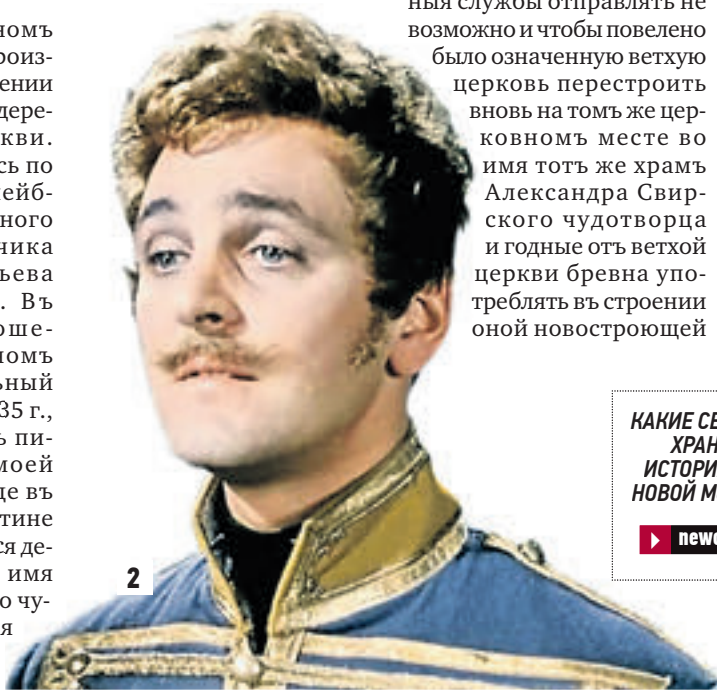 номъ
роиз-
ении
дере-
кви.
сь по
лейб-
ного
ника
ьева
. Въ
оше-
ломъ
ьный
35 г.,
ь пи-
моей
де въ
тине
ся де-
имя
о чу-
я
ныя службы отправлять не
возможно и чтобы повелено
было означенную ветхую
церковь перестроить
вновь на томъ же цер-
ковномъ месте во
имя тотъ же храмъ
Александра Свир-
ского чудотворца
и годные отъ ветхой
церкви бревна упо-
треблять въ строении
оной новостроющей
2
КАКИЕ СЕ
ХРАН
ИСТОРИ
НОВОЙ М
newe